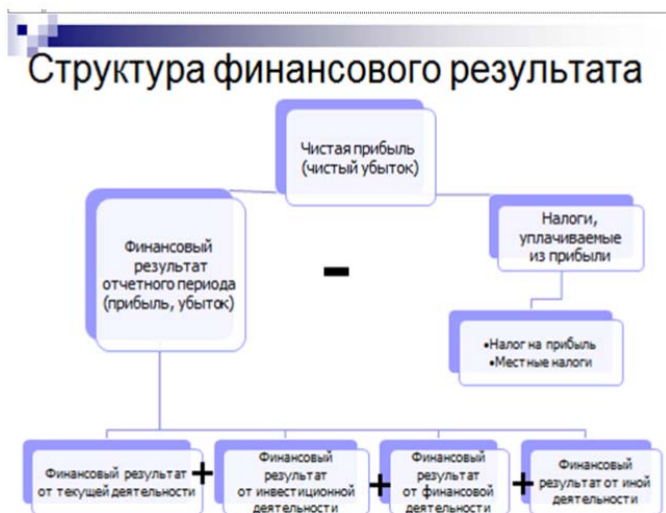 Структура финансового результата
Чистая прибыль
(чистый убыток)
Финансовый
результат
отчетного периода
(прибыль, убыток)
-
Налоги,
уплачиваемые
из прибыли
•Налог на прибыль
•Местные налоги
Финансовый результат
от текущей деятельности
+
Финансовый
результат
от инвестиционной
деятельности
+
Финансовый
результат
от финансовой
деятельности
+
Финансовый
результат от иной
деятельности